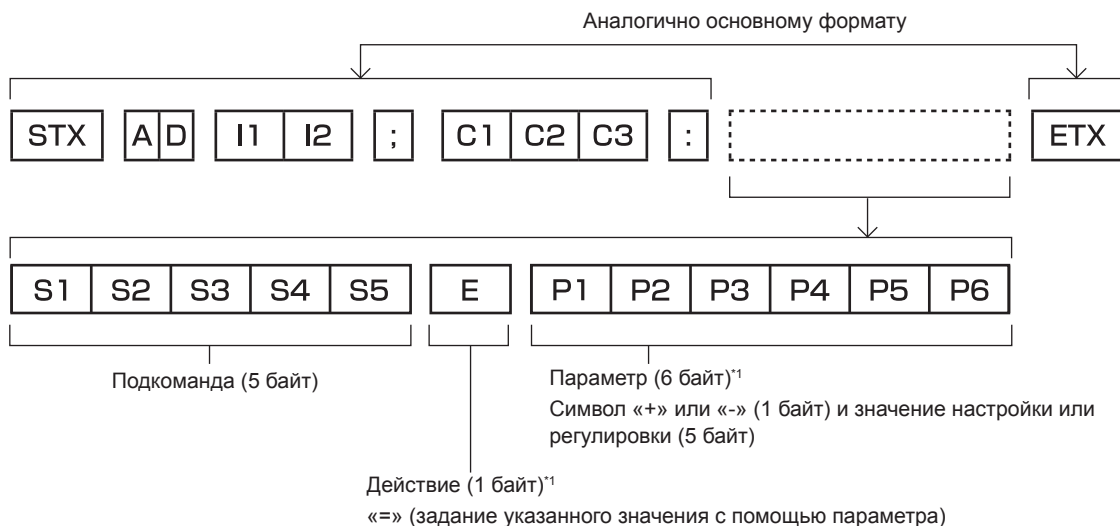 Аналогично основному формату
STX A D I1 I2 ; C1 C2 C3 : ETX
S1 S2 S3 S4 S5 E P1 P2 P3 P4 P5 P6
Подкоманда (5 байт)
Параметр (6 байт)*1
Символ «+» или «-» (1 байт) и значение настройки или
регулировки (5 байт)
Действие (1 байт)*1
«=» (задание указанного значения с помощью параметра)